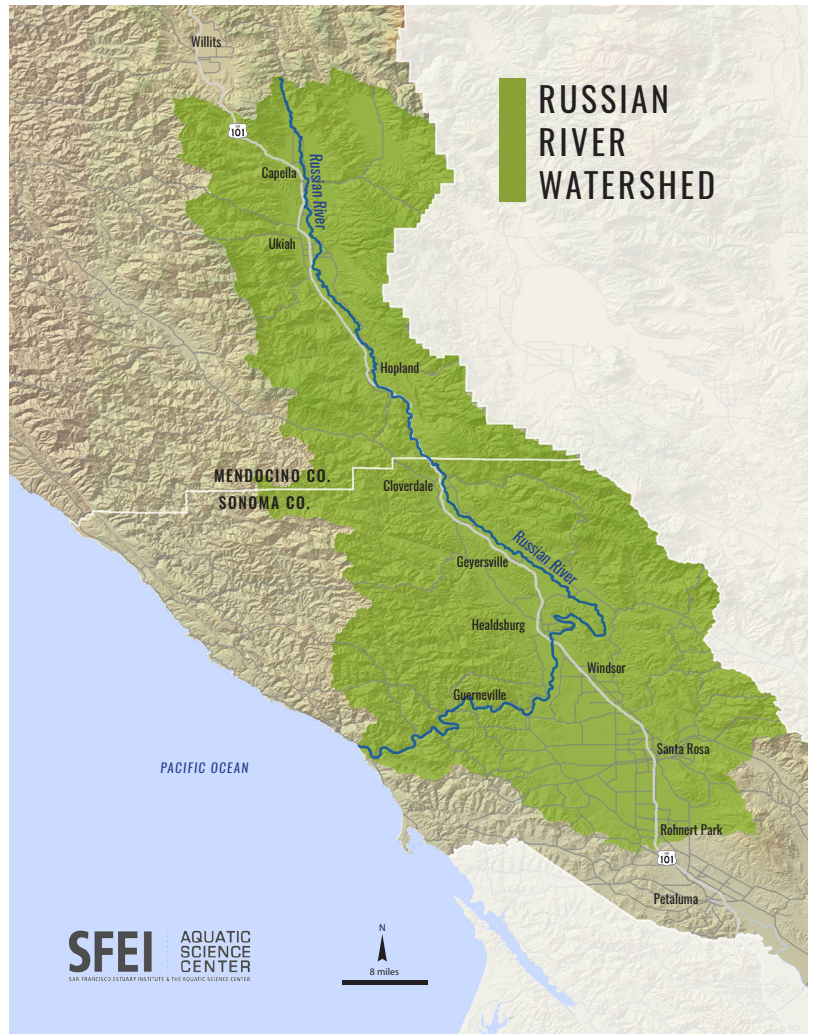 Willits
RUSSIAN
RIVER
WATERSHED
US
101
Capella
Russian River
Ukiah
Hopland
MENDOCINO CO.
SONOMA CO.
Cloverdale
Russian River
Geyersville
Healdsburg
Windsor
Guerneville
Santa Rosa
PACIFIC OCEAN
Rohnert Park
US
101
Petaluma
SFEI
AQUATIC
SCIENCE
CENTER
SAN FRANCISCO ESTUARY INSTITUTE & THE AQUATIC SCIENCE CENTER
N
8 miles